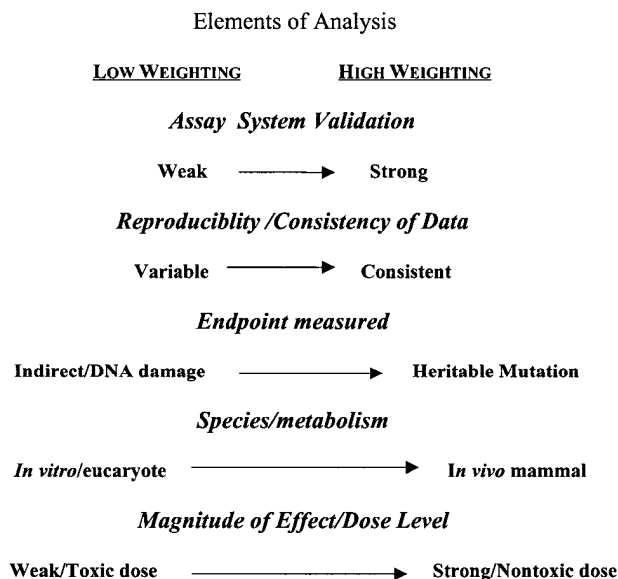 Elements of Analysis
LOW WEIGHTING HIGH WEIGHTING
Assay System Validation
Weak Strong
Reproduciblity /Consistency of Data
Variable Consistent
Endpoint measured
Indirect/DNA damage Heritable Mutation
Species/metabolism
In vitro/eucaryote In vivo mammal
Magnitude of Effect/Dose Level
Weak/Toxic dose Strong/Nontoxic dose